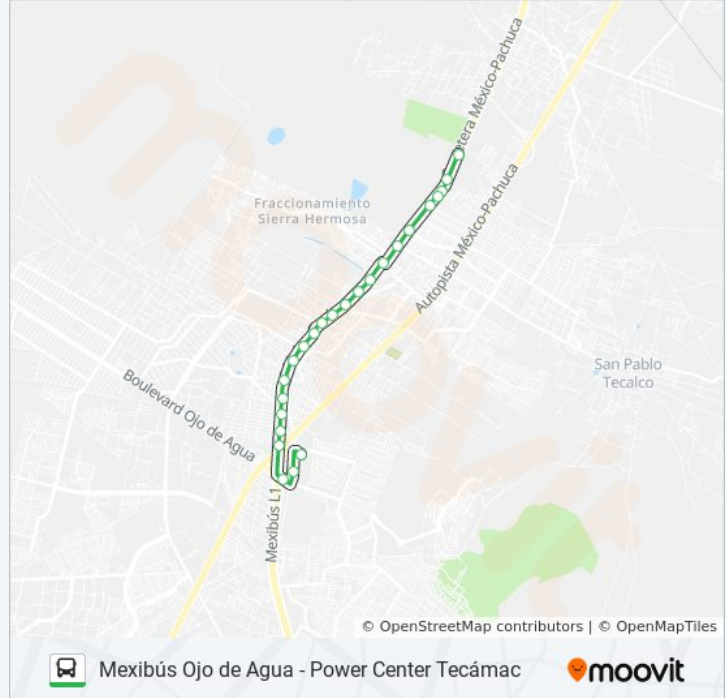 etera México-Pachuca
Fraccionamiento
Sierra Hermosa
Autopista México-Pachuca
San Pablo
Tecalco
Boulevard Ojo de Agua
Mexibús L1
© OpenStreetMap contributors | © OpenMapTiles
Mexibús Ojo de Agua - Power Center Tecámac
moovit